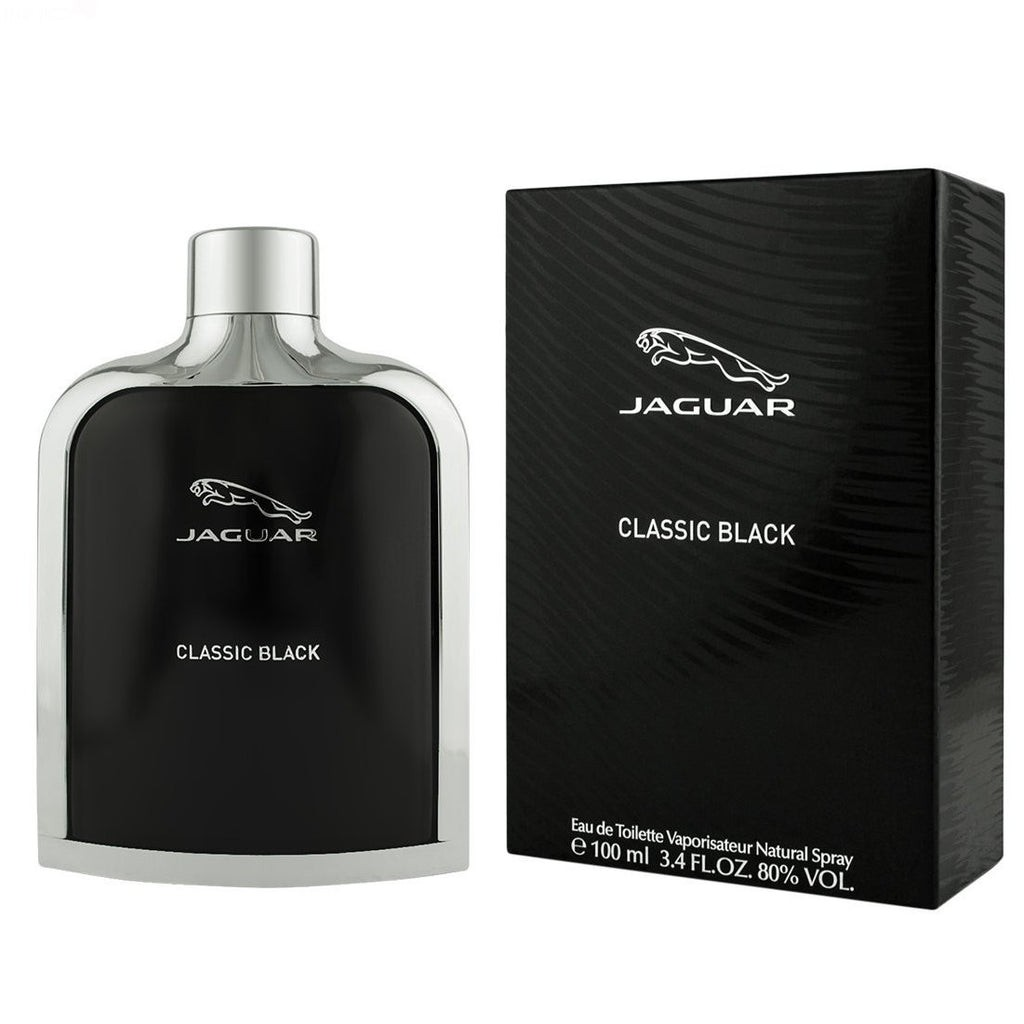 JAGUAR
CLASSIC BLACK
JAGUAR
CLASSIC BLACK
Eau de Toilette Vaporisateur Natural Spray
℮ 100 ml 3.4 FL.OZ. 80% VOL.